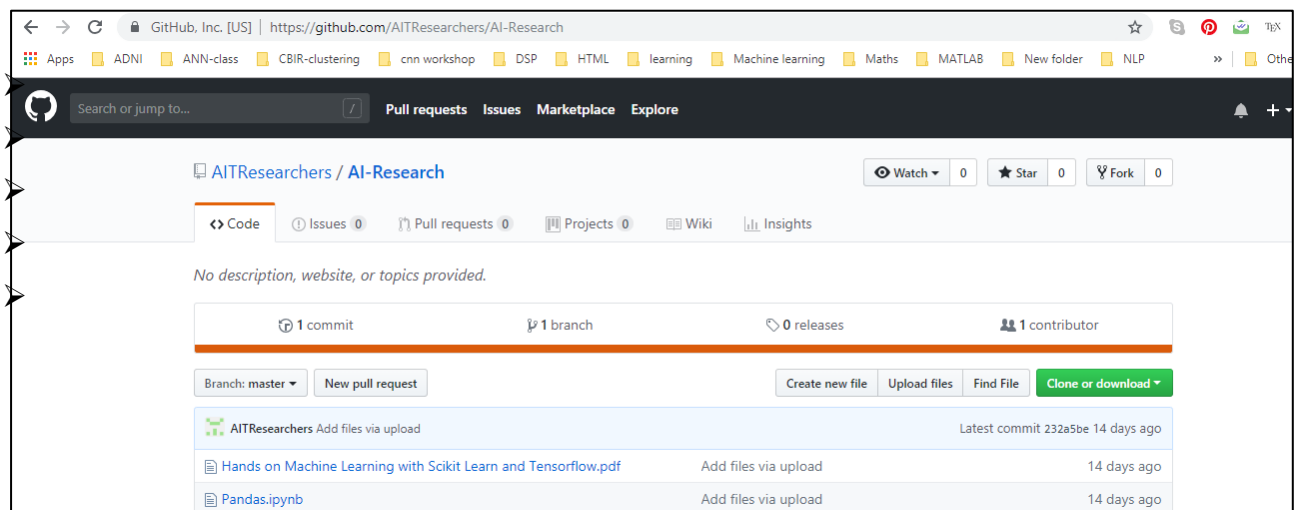 GitHub, Inc. [US] | https://github.com/AITResearchers/AI-Research
Apps ADNI ANN-class CBIR-clustering cnn workshop DSP HTML learning Machine learning Maths MATLAB New folder NLP » Othe
Search or jump to... / Pull requests Issues Marketplace Explore
AITResearchers / AI-Research Watch 0 Star 0 Fork 0
Code Issues 0 Pull requests 0 Projects 0 Wiki Insights
No description, website, or topics provided.
1 commit 1 branch 0 releases 1 contributor
Branch: master New pull request Create new file Upload files Find File Clone or download
AITResearchers Add files via upload Latest commit 232a5be 14 days ago
Hands on Machine Learning with Scikit Learn and Tensorflow.pdf Add files via upload 14 days ago
Pandas.ipynb Add files via upload 14 days ago